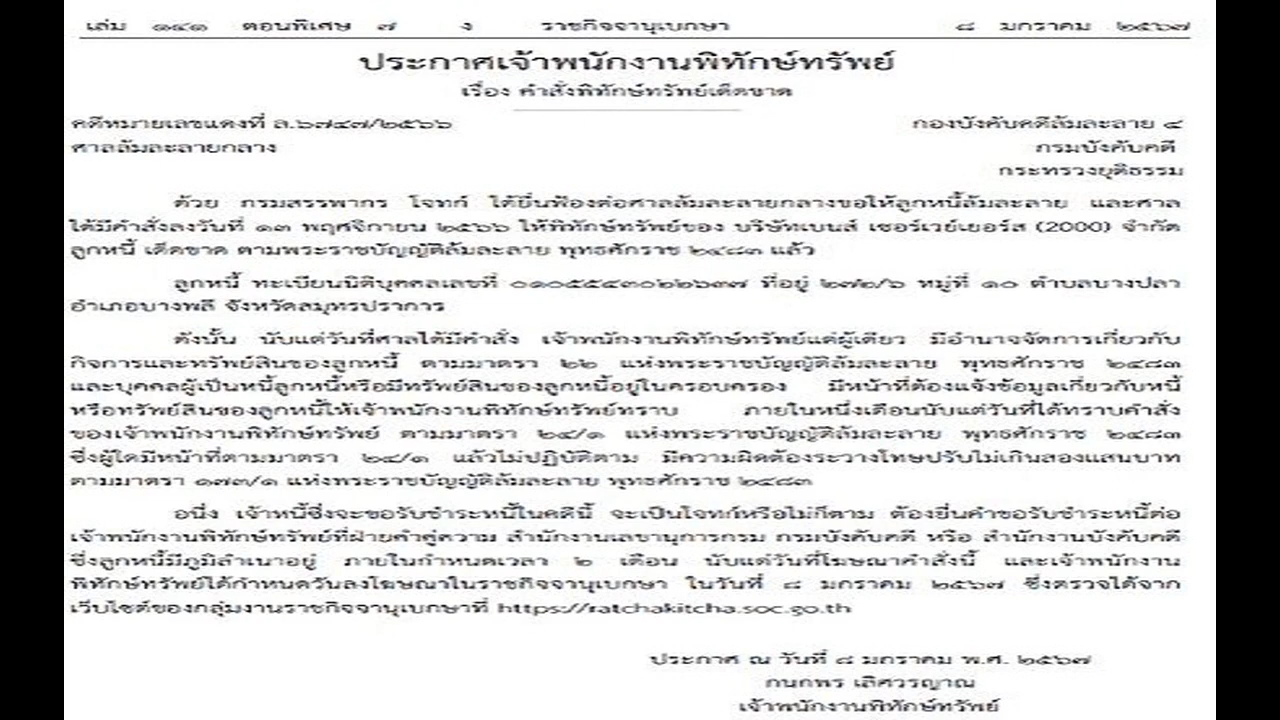 เล่ม ๑๔๑ ตอนพิเศษ ๗ ง ราชกิจจานุเบกษา ๘ มกราคม ๒๕๖๗
ประกาศเจ้าพนักงานพิทักษ์ทรัพย์
เรื่อง คำสั่งพิทักษ์ทรัพย์เด็ดขาด
คดีหมายเลขแดงที่ ล.๖๗๔๗/๒๕๖๖ กองบังคับคดีล้มละลาย ๔
ศาลล้มละลายกลาง กรมบังคับคดี
กระทรวงยุติธรรม
ด้วย กรมสรรพากร โจทก์ ได้ยื่นฟ้องต่อศาลล้มละลายกลางขอให้ลูกหนี้ล้มละลาย และศาล
ได้มีคำสั่งลงวันที่ ๑๓ พฤศจิกายน ๒๕๖๖ ให้พิทักษ์ทรัพย์ของ บริษัทเบนส์ เซอร์เวย์เยอร์ส (2000) จำกัด
ลูกหนี้ เด็ดขาด ตามพระราชบัญญัติล้มละลาย พุทธศักราช ๒๔๘๓ แล้ว
ลูกหนี้ ทะเบียนนิติบุคคลเลขที่ ๐๑๐๕๕๔๓๐๒๒๖๓๗ ที่อยู่ ๒๗๒/๖ หมู่ที่ ๑๐ ตำบลบางปลา
อำเภอบางพลี จังหวัดสมุทรปราการ
ดังนั้น นับแต่วันที่ศาลได้มีคำสั่ง เจ้าพนักงานพิทักษ์ทรัพย์แต่ผู้เดียว มีอำนาจจัดการเกี่ยวกับ
กิจการและทรัพย์สินของลูกหนี้ ตามมาตรา ๒๒ แห่งพระราชบัญญัติล้มละลาย พุทธศักราช ๒๔๘๓
และบุคคลผู้เป็นหนี้ลูกหนี้หรือมีทรัพย์สินของลูกหนี้อยู่ในครอบครอง มีหน้าที่ต้องแจ้งข้อมูลเกี่ยวกับหนี้
หรือทรัพย์สินของลูกหนี้ให้เจ้าพนักงานพิทักษ์ทรัพย์ทราบ ภายในหนึ่งเดือนนับแต่วันที่ได้ทราบคำสั่ง
ของเจ้าพนักงานพิทักษ์ทรัพย์ ตามมาตรา ๒๔/๑ แห่งพระราชบัญญัติล้มละลาย พุทธศักราช ๒๔๘๓
ซึ่งผู้ใดมีหน้าที่ตามมาตรา ๒๔/๑ แล้วไม่ปฏิบัติตาม มีความผิดต้องระวางโทษปรับไม่เกินสองแสนบาท
ตามมาตรา ๑๗๓/๑ แห่งพระราชบัญญัติล้มละลาย พุทธศักราช ๒๔๘๓
อนึ่ง เจ้าหนี้ซึ่งจะขอรับชำระหนี้ในคดีนี้ จะเป็นโจทก์หรือไม่ก็ตาม ต้องยื่นคำขอรับชำระหนี้ต่อ
เจ้าพนักงานพิทักษ์ทรัพย์ที่ฝ่ายคำคู่ความ สำนักงานเลขานุการกรม กรมบังคับคดี หรือ สำนักงานบังคับคดี
ซึ่งลูกหนี้มีภูมิลำเนาอยู่ ภายในกำหนดเวลา ๒ เดือน นับแต่วันที่โฆษณาคำสั่งนี้ และเจ้าพนักงาน
พิทักษ์ทรัพย์ได้กำหนดวันลงโฆษณาในราชกิจจานุเบกษา ในวันที่ ๘ มกราคม ๒๕๖๗ ซึ่งตรวจได้จาก
เว็บไซต์ของกลุ่มงานราชกิจจานุเบกษาที่ https://ratchakitcha.soc.go.th
ประกาศ ณ วันที่ ๘ มกราคม พ.ศ. ๒๕๖๗
กนกพร เลิศวรญาณ
เจ้าพนักงานพิทักษ์ทรัพย์